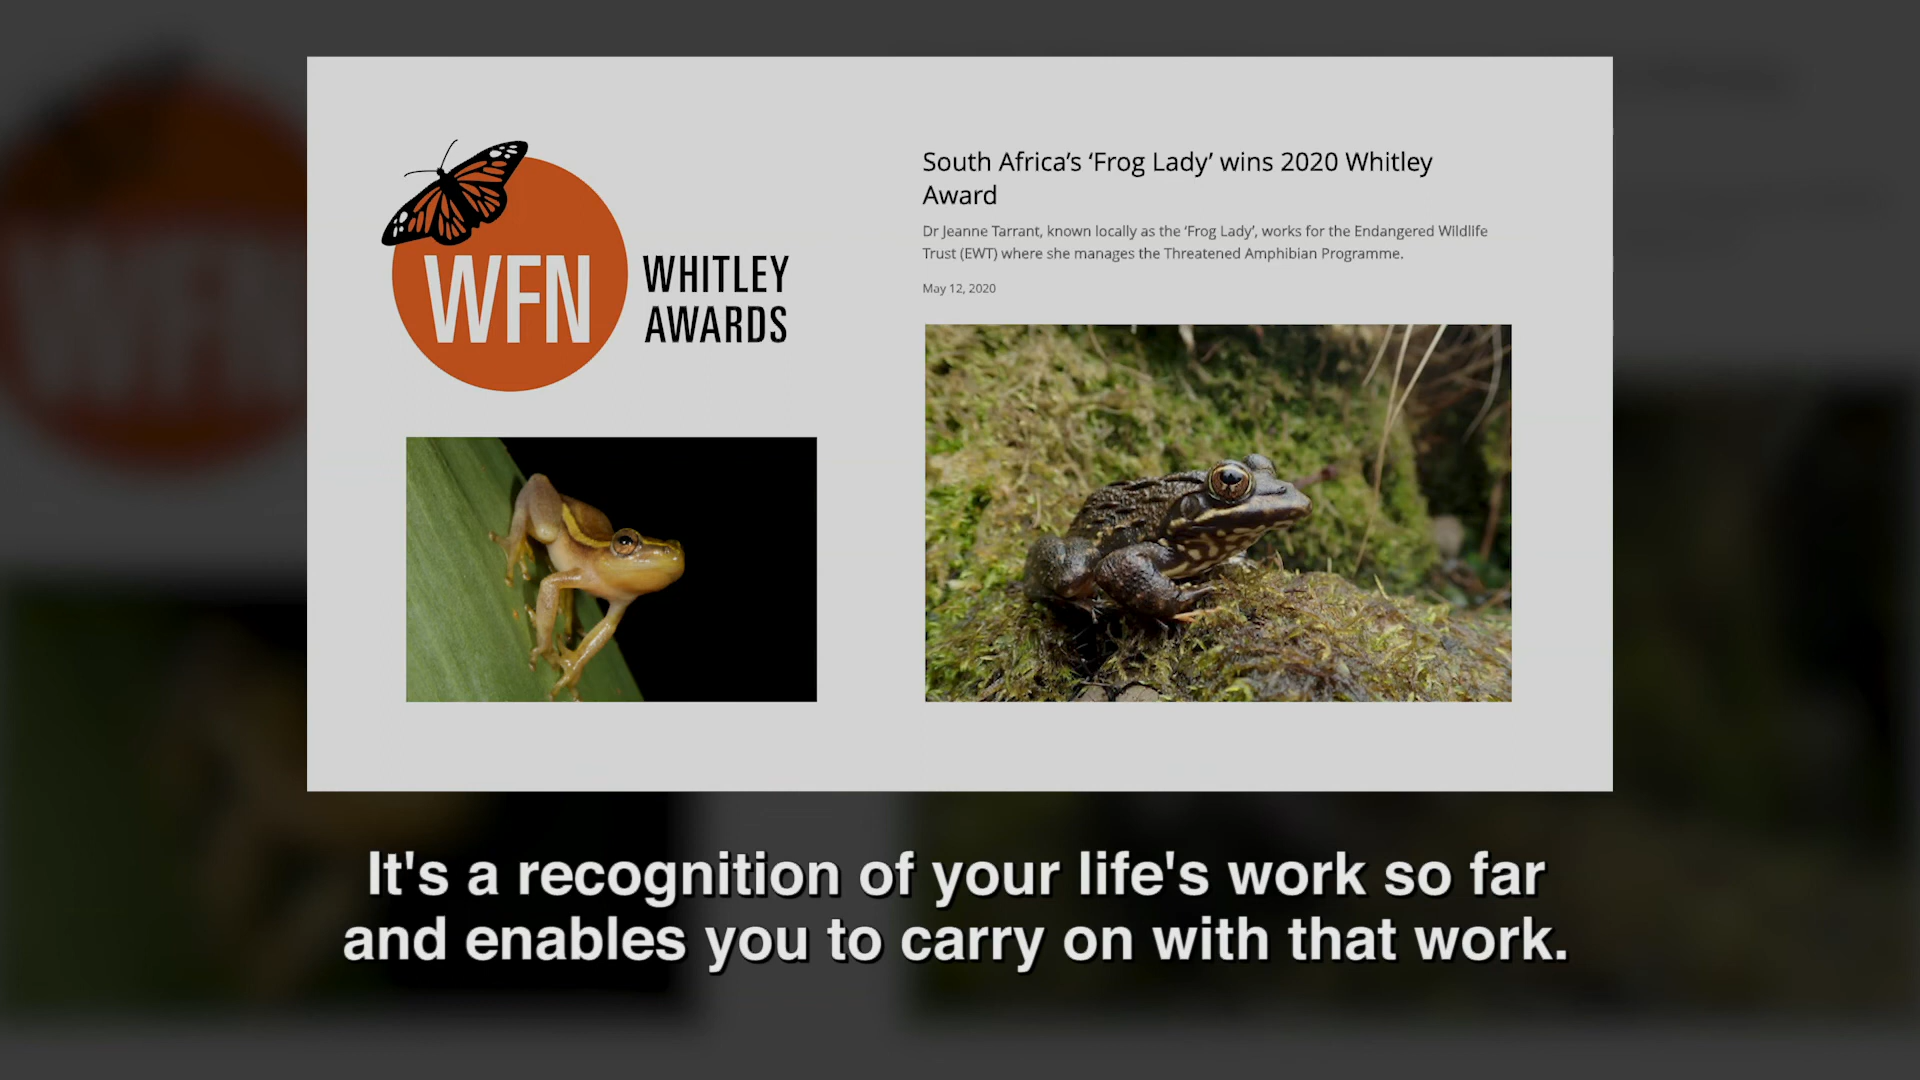 WFN
WHITLEY
AWARDS
South Africa's ‘Frog Lady’ wins 2020 Whitley
Award
Dr Jeanne Tarrant, known locally as the ‘Frog Lady’, works for the Endangered Wildlife
Trust (EWT) where she manages the Threatened Amphibian Programme.
May 12, 2020
It's a recognition of your life's work so far
and enables you to carry on with that work.